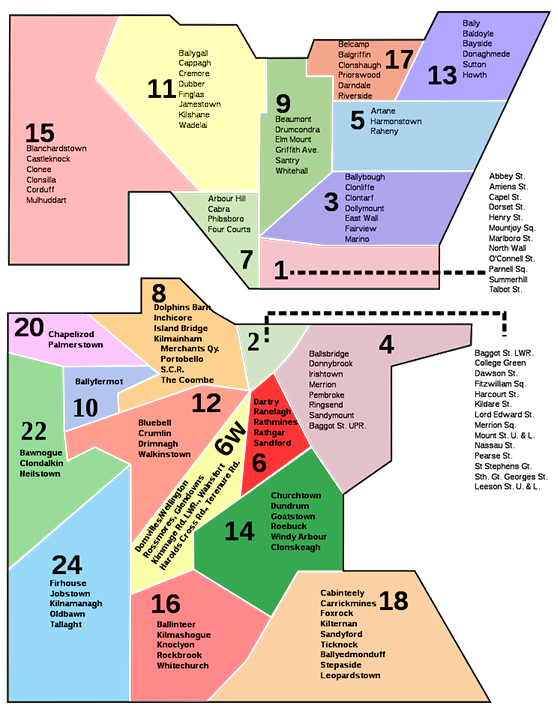 15
Blanchardstown
Castleknock
Clonee
Clonsilla
Corduff
Mulhuddart
11
Ballygall
Cappagh
Cremore
Dubber
Finglas
Jamestown
Kilshane
Wadelai
9
Beaumont
Drumcondra
Elm Mount
Griffith Ave.
Santry
Whitehall
17
Belcamp
Balgriffin
Clonshaugh
Priorswood
Darndale
Riverside
13
Baily
Baldoyle
Bayside
Donaghmede
Sutton
Howth
5
Artane
Harmonstown
Raheny
3
Ballybough
Clonliffe
Clontarf
Dollymount
East Wall
Fairview
Marino
7
Arbour Hill
Cabra
Phibsboro
Four Courts
1
Abbey St.
Amiens St.
Capel St.
Dorset St.
Henry St.
Mountjoy Sq.
Marlboro St.
North Wall
O'Connell St.
Parnell Sq.
Summerhill
Talbot St.
8
Dolphins Barn
Inchicore
Island Bridge
Kilmainham
Merchants Qy.
Portobello
S.C.R.
The Coombe
20
Chapelizod
Palmerstown
Ballyfermot
10
22
Bawnogue
Clondalkin
Neilstown
12
Bluebell
Crumlin
Drimnagh
Walkinstown
2
Baggot St. LWR.
College Green
Dawson St.
Fitzwilliam Sq.
Harcourt St.
Kildare St.
Lord Edward St.
Merrion Sq.
Mount St. U. & L.
Nassau St.
Pearse St.
St Stephens Gt.
Sth. Gt. Georges St.
Leeson St. U. & L.
4
Ballsbridge
Donnybrook
Irishtown
Merrion
Pembroke
Ringsend
Sandymount
Baggot St. UPR.
6
Dartry
Ranelagh
Rathmines
Rathgar
Sandford
6w
Domvilles/Wellington
Rossmores, Glendowns
Kimmage Rd. LWR., Wainsfort
Harolds Cross Rd., Terenure Rd.
14
Churchtown
Dundrum
Goatstown
Roebuck
Windy Arbour
Clonskeagh
24
Firhouse
Jobstown
Kilnamanagh
Oldbawn
Tallaght
16
Ballinteer
Kilmashogue
Knoclyon
Rockbrook
Whitechurch
18
Cabinteely
Carrickmines
Foxrock
Kilternan
Sandyford
Ticknock
Ballyedmonduff
Stepaside
Leopardstown